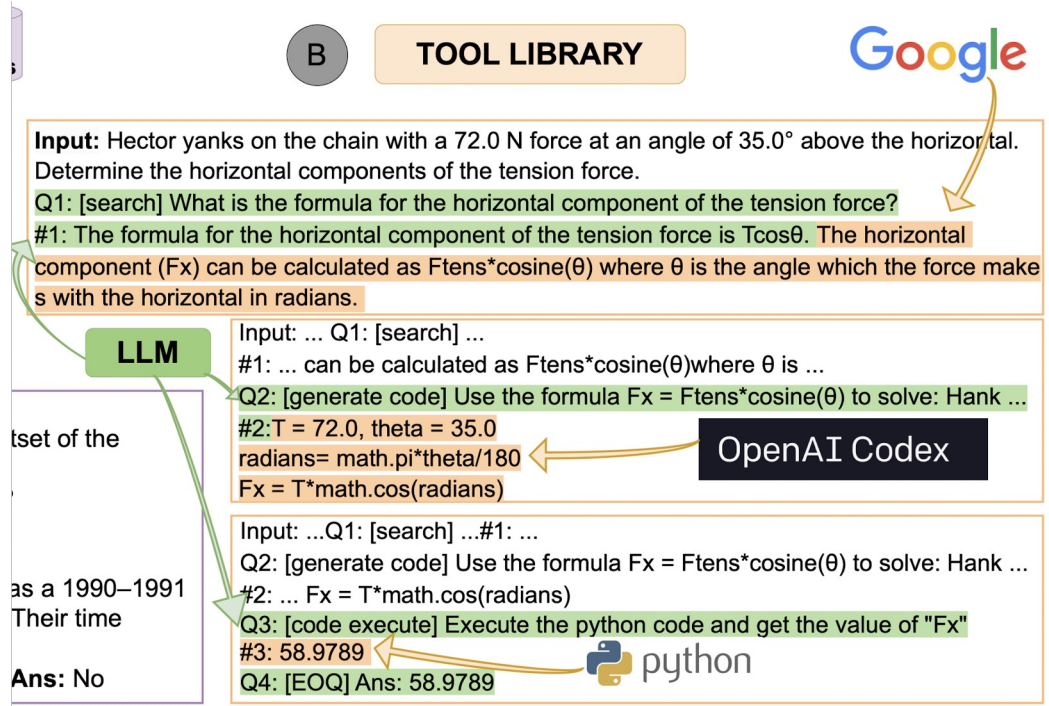 B
TOOL LIBRARY
Google
s
Input: Hector yanks on the chain with a 72.0 N force at an angle of 35.0° above the horizontal.
Determine the horizontal components of the tension force.
Q1: [search] What is the formula for the horizontal component of the tension force?
#1: The formula for the horizontal component of the tension force is Tcosθ. The horizontal
component (Fx) can be calculated as Ftens*cosine(θ) where θ is the angle which the force make
s with the horizontal in radians.
LLM
Input: ... Q1: [search] ...
#1: ... can be calculated as Ftens*cosine(θ)where θ is ...
Q2: [generate code] Use the formula Fx = Ftens*cosine(θ) to solve: Hank ...
#2:T = 72.0, theta = 35.0
radians= math.pi*theta/180
Fx = T*math.cos(radians)
OpenAI Codex
Input: ...Q1: [search] ...#1: ...
Q2: [generate code] Use the formula Fx = Ftens*cosine(θ) to solve: Hank ...
#2: ... Fx = T*math.cos(radians)
Q3: [code execute] Execute the python code and get the value of "Fx"
#3: 58.9789
python
Q4: [EOQ] Ans: 58.9789
tset of the
as a 1990–1991
Their time
Ans: No